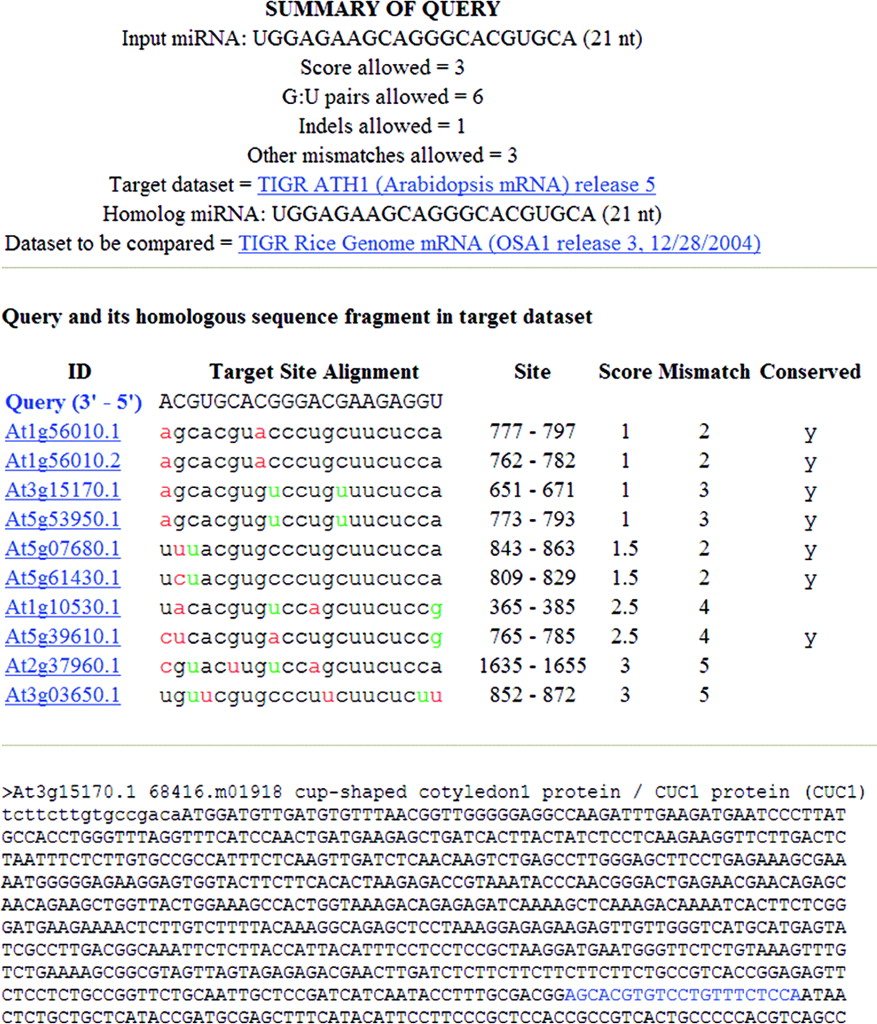 SUMMARY OF QUERY
Input miRNA: UGGAGAAGCAGGGCACGUGCA (21 nt)
Score allowed = 3
G:U pairs allowed = 6
Indels allowed = 1
Other mismatches allowed = 3
Target dataset = TIGR ATH1 (Arabidopsis mRNA) release 5
Homolog miRNA: UGGAGAAGCAGGGCACGUGCA (21 nt)
Dataset to be compared = TIGR Rice Genome mRNA (OSA1 release 3, 12/28/2004)
Query and its homologous sequence fragment in target dataset
ID Target Site Alignment Site Score Mismatch Conserved
Query (3' - 5') ACGUGCACGGGACGAAGAGGU
At1g56010.1 agcacguacccugcuucucca 777 - 797 1 2 y
At1g56010.2 agcacguacccugcuucucca 762 - 782 1 2 y
At3g15170.1 agcacguguccuguuucucca 651 - 671 1 3 y
At5g53950.1 agcacguguccuguuucucca 773 - 793 1 3 y
At5g07680.1 uuuacgugcccugcuucucca 843 - 863 1.5 2 y
At5g61430.1 ucuacgugcccugcuucucca 809 - 829 1.5 2 y
At1g10530.1 uacacguguccagcuucuccg 365 - 385 2.5 4
At5g39610.1 cucacgugaccugcuucuccg 765 - 785 2.5 4 y
At2g37960.1 cguacuuguccagcuucucca 1635 - 1655 3 5
At3g03650.1 uguucgugcccuucuucucuu 852 - 872 3 5
>At3g15170.1 68416.m01918 cup-shaped cotyledon1 protein / CUC1 protein (CUC1)
tcttcttgtgccgacaATGGATGTTGATGTGTTTAACGGTTGGGGGAGGCCAAGATTTGAAGATGAATCCCTTAT
GCCACCTGGGTTTAGGTTTCATCCAACTGATGAAGAGCTGATCACTTACTATCTCCTCAAGAAGGTTCTTGACTC
TAATTTCTCTTGTGCCGCCATTTCTCAAGTTGATCTCAACAAGTCTGAGCCTTGGGAGCTTCCTGAGAAAGCGAA
AATGGGGGAGAAGGAGTGGTACTTCTTCACACTAAGAGACCGTAAATACCCAACGGGACTGAGAACGAACAGAGC
AACAGAAGCTGGTTACTGGAAAGCCACTGGTAAAGACAGAGAGATCAAAAGCTCAAAGACAAAATCACTTCTCGG
GATGAAGAAAACTCTTGTCTTTTACAAAGGCAGAGCTCCTAAAGGAGAGAAGAGTTGTTGGGTCATGCATGAGTA
TCGCCTTGACGGCAAATTCTCTTACCATTACATTTCCTCCTCCGCTAAGGATGAATGGGTTCTCTGTAAAGTTTG
TCTGAAAAGCGGCGTAGTTAGTAGAGAGACGAACTTGATCTCTTCTTCTTCTTCTTCTGCCGTCACCGGAGAGTT
CTCCTCTGCCGGTTCTGCAATTGCTCCGATCATCAATACCTTTGCGACGGAGCACGTGTCCTGTTTCTCCAATAA
CTCTGCTGCTCATACCGATGCGAGCTTTCATACATTCCTTCCCGCTCCACCGCCGTCACTGCCCCCACGTCAGCC